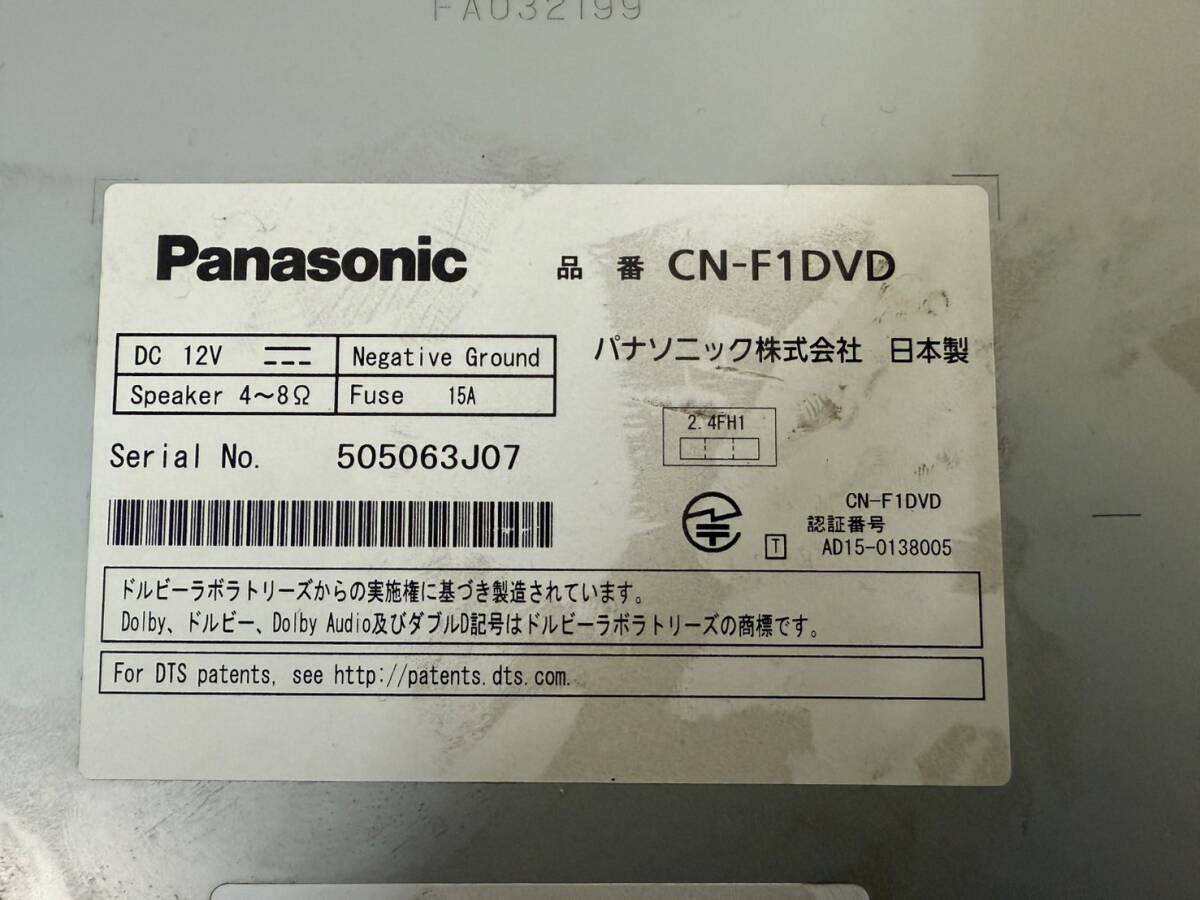 FA032199
Panasonic 品番 CN-F1DVD
DC 12V Negative Ground
Speaker 4~8Ω Fuse 15A
パナソニック株式会社 日本製
2.4FH1
Serial No. 505063J07
CN-F1DVD
認証番号
T AD15-0138005
ドルビーラボラトリーズからの実施権に基づき製造されています。
Dolby、ドルビー、Dolby Audio及びダブルD記号はドルビーラボラトリーズの商標です。
For DTS patents, see http://patents.dts.com.